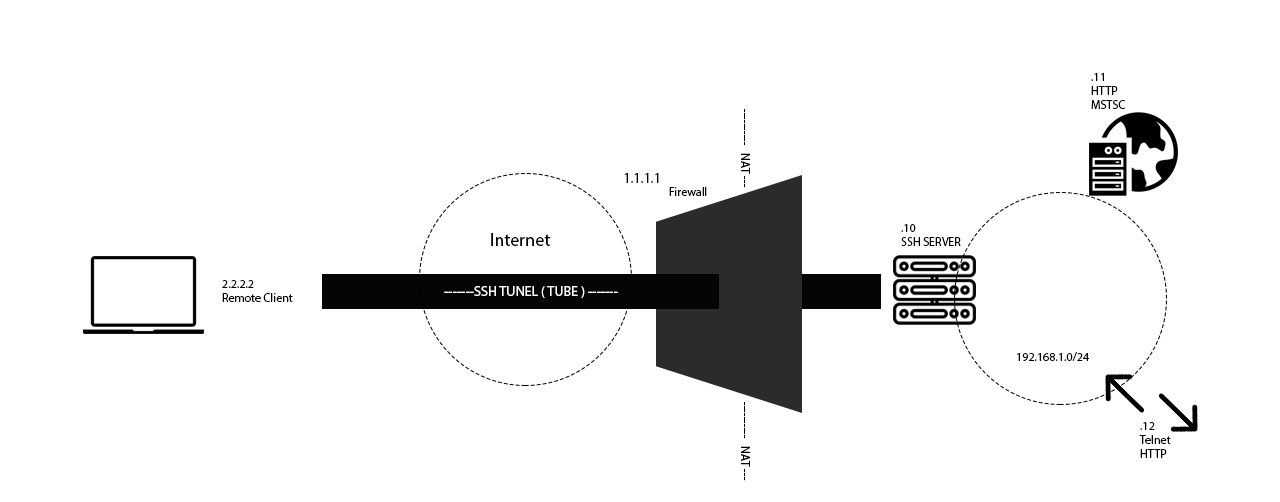 .11
HTTP
MSTSC
NAT
1.1.1.1
Firewall
Internet
.10
SSH SERVER
2.2.2.2
Remote Client
-------SSH TUNEL ( TUBE ) -------
192.168.1.0/24
.12
Telnet
HTTP
NAT